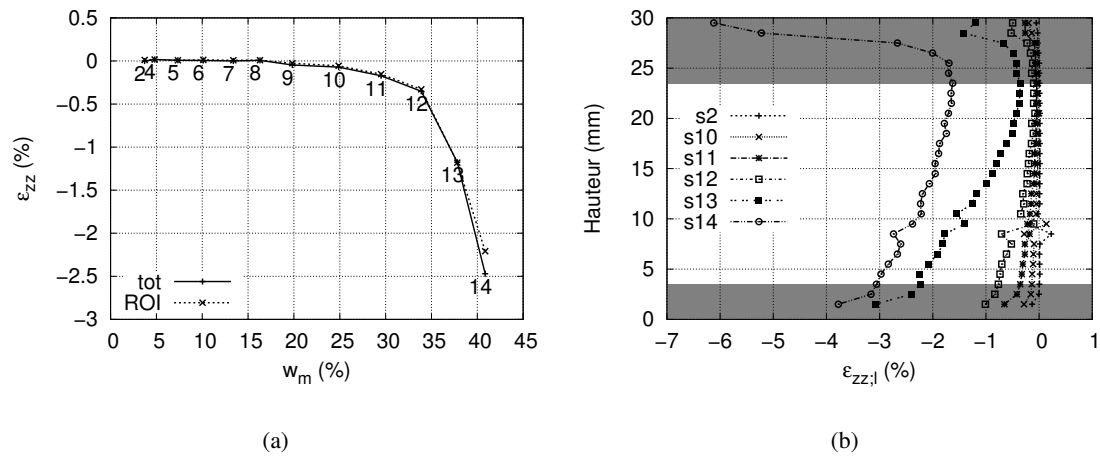 0.5
0
−0.5
−1
−1.5
−2
−2.5
−3
εzz (%)
2 4 5 6 7 8 9 10 11 12 13 14
tot
ROI
0 5 10 15 20 25 30 35 40 45
w_m (%)
(a)
30
25
20
15
10
5
0
Hauteur (mm)
s2
s10
s11
s12
s13
s14
−7 −6 −5 −4 −3 −2 −1 0 1
εzz;l (%)
(b)